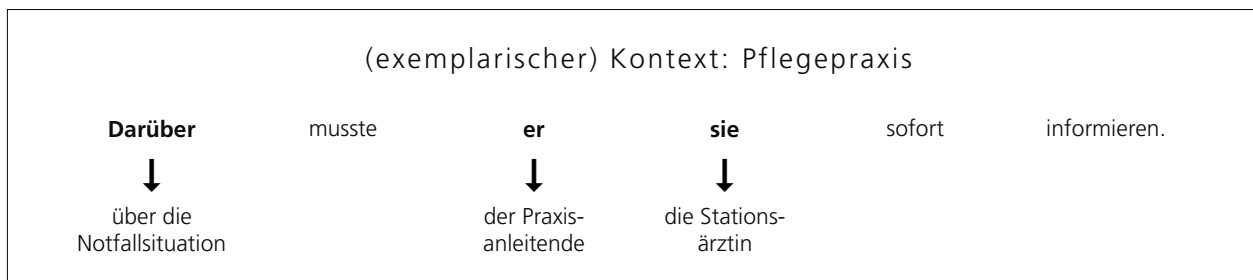 (exemplarischer) Kontext: Pflegepraxis
Darüber musste er sie sofort informieren.
über die der Praxis- die Stations-
Notfallsituation anleitende ärztin